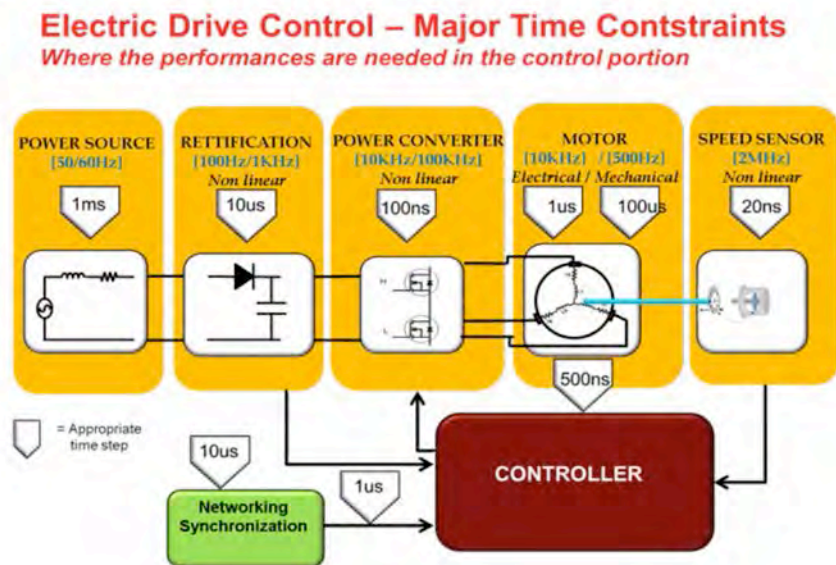 Electric Drive Control – Major Time Contstraints
Where the performances are needed in the control portion
POWER SOURCE
[50/60Hz]
1ms
RETTIFICATION
[100Hz/1KHz]
Non linear
10us
POWER CONVERTER
[10KHz/100KHz]
Non linear
100ns
MOTOR
[10KHz] / [500Hz]
Electrical / Mechanical
1us
100us
SPEED SENSOR
[2MHz]
Non linear
20ns
500ns
= Appropriate
time step
10us
Networking
Synchronization
1us
CONTROLLER